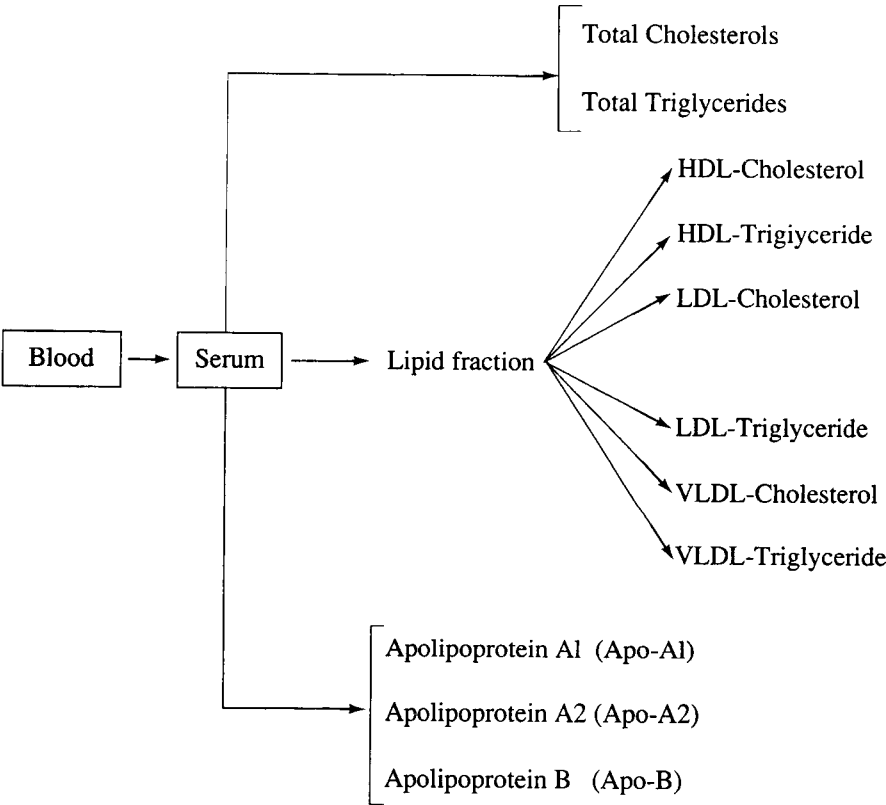 Total Cholesterols
Total Triglycerides
HDL-Cholesterol
HDL-Trigiyceride
LDL-Cholesterol
Blood
Serum
Lipid fraction
LDL-Triglyceride
VLDL-Cholesterol
VLDL-Triglyceride
Apolipoprotein Al (Apo-Al)
Apolipoprotein A2 (Apo-A2)
Apolipoprotein B (Apo-B)